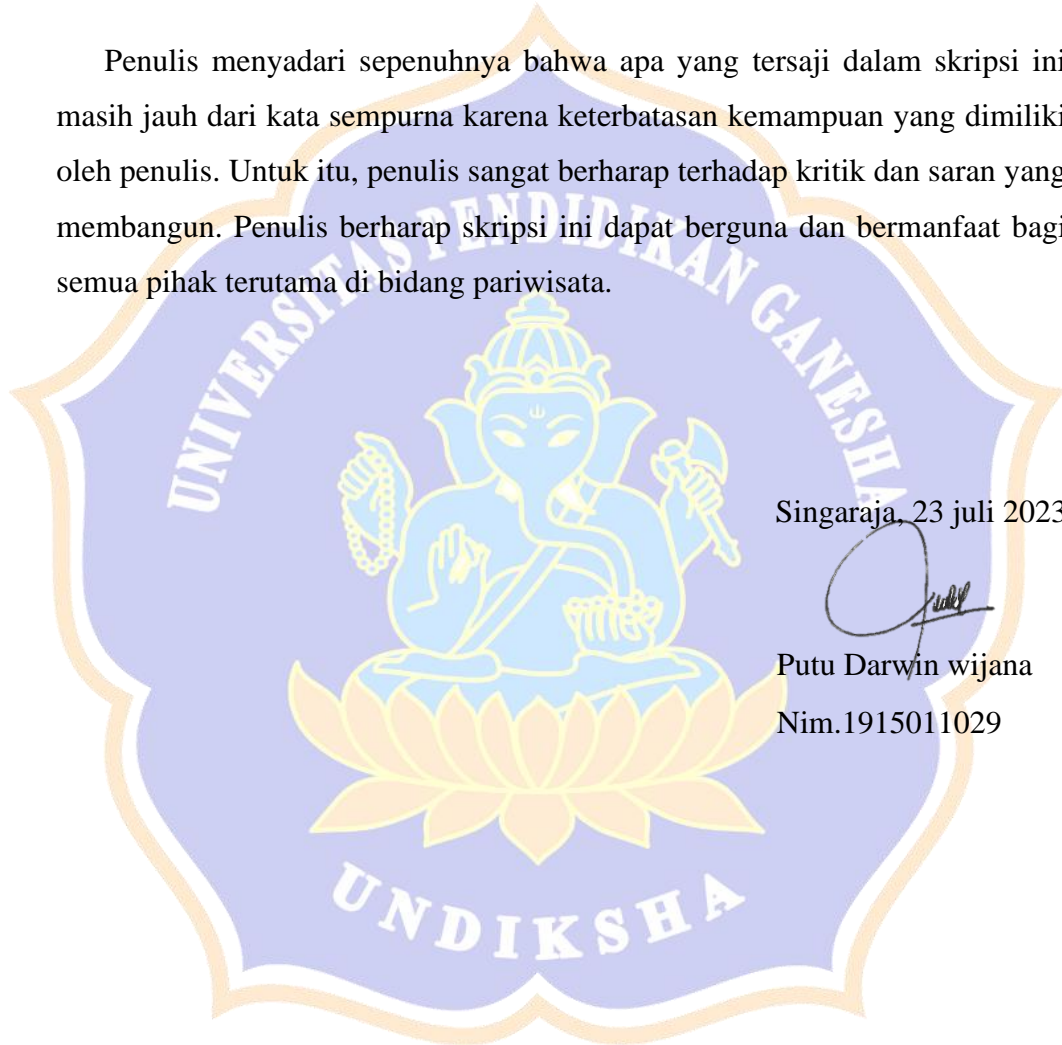 Penulis menyadari sepenuhnya bahwa apa yang tersaji dalam skripsi ini
masih jauh dari kata sempurna karena keterbatasan kemampuan yang dimiliki
oleh penulis. Untuk itu, penulis sangat berharap terhadap kritik dan saran yang
membangun. Penulis berharap skripsi ini dapat berguna dan bermanfaat bagi
semua pihak terutama di bidang pariwisata.
UNIVERSITAS PENDIDIKAN GANESHA
Singaraja, 23 juli 2023
Putu Darwin wijana
Nim.1915011029
UNDIKSHA